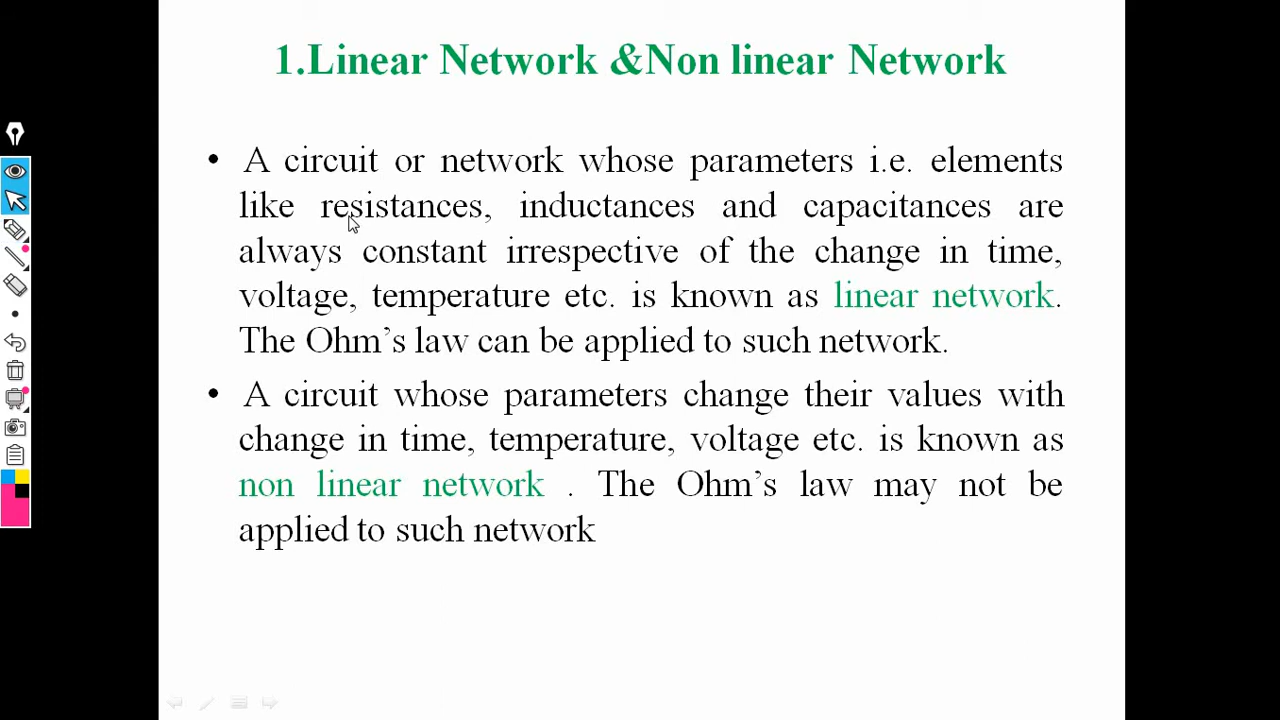 1.Linear Network &Non linear Network
• A circuit or network whose parameters i.e. elements
like resistances, inductances and capacitances are
always constant irrespective of the change in time,
voltage, temperature etc. is known as linear network.
The Ohm’s law can be applied to such network.
• A circuit whose parameters change their values with
change in time, temperature, voltage etc. is known as
non linear network . The Ohm’s law may not be
applied to such network